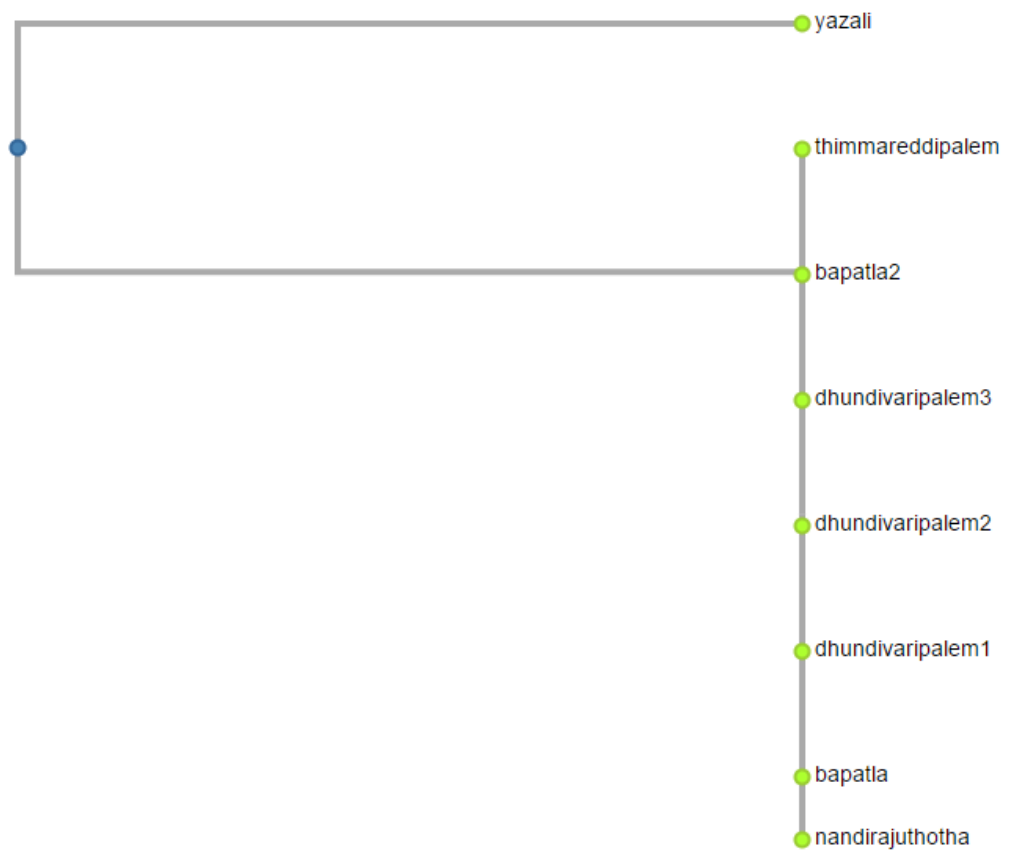 yazali
thimmareddipalem
bapatla2
dhundivaripalem3
dhundivaripalem2
dhundivaripalem1
bapatla
nandirajuthotha